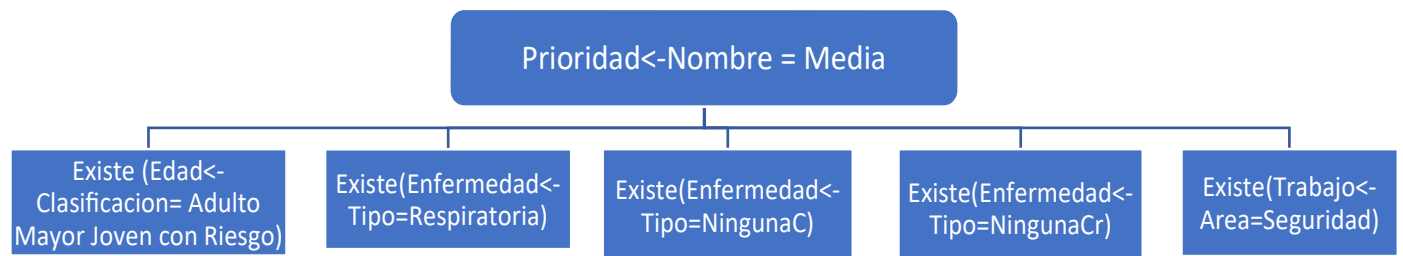 Prioridad<-Nombre = Media
Existe (Edad<-
Clasificacion= Adulto
Mayor Joven con Riesgo)
Existe(Enfermedad<-
Tipo=Respiratoria)
Existe(Enfermedad<-
Tipo=NingunaC)
Existe(Enfermedad<-
Tipo=NingunaCr)
Existe(Trabajo<-
Area=Seguridad)